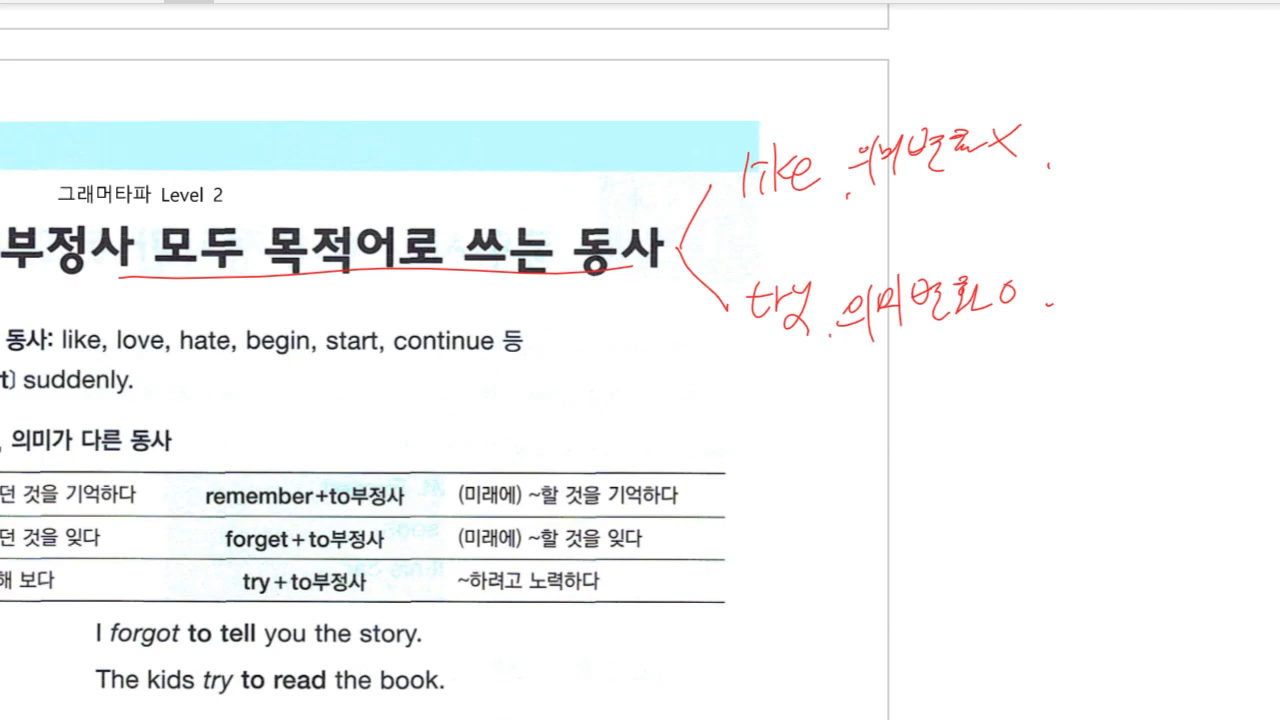 그래머타파 Level 2
부정사 모두 목적어로 쓰는 동사
like. 의미변화X.
try. 의미변화O.
동사: like, love, hate, begin, start, continue 등
t) suddenly.
, 의미가 다른 동사
던 것을 기억하다 remember+to부정사 (미래에) ~할 것을 기억하다
던 것을 잊다 forget+to부정사 (미래에) ~할 것을 잊다
해 보다 try+to부정사 ~하려고 노력하다
I forgot to tell you the story.
The kids try to read the book.